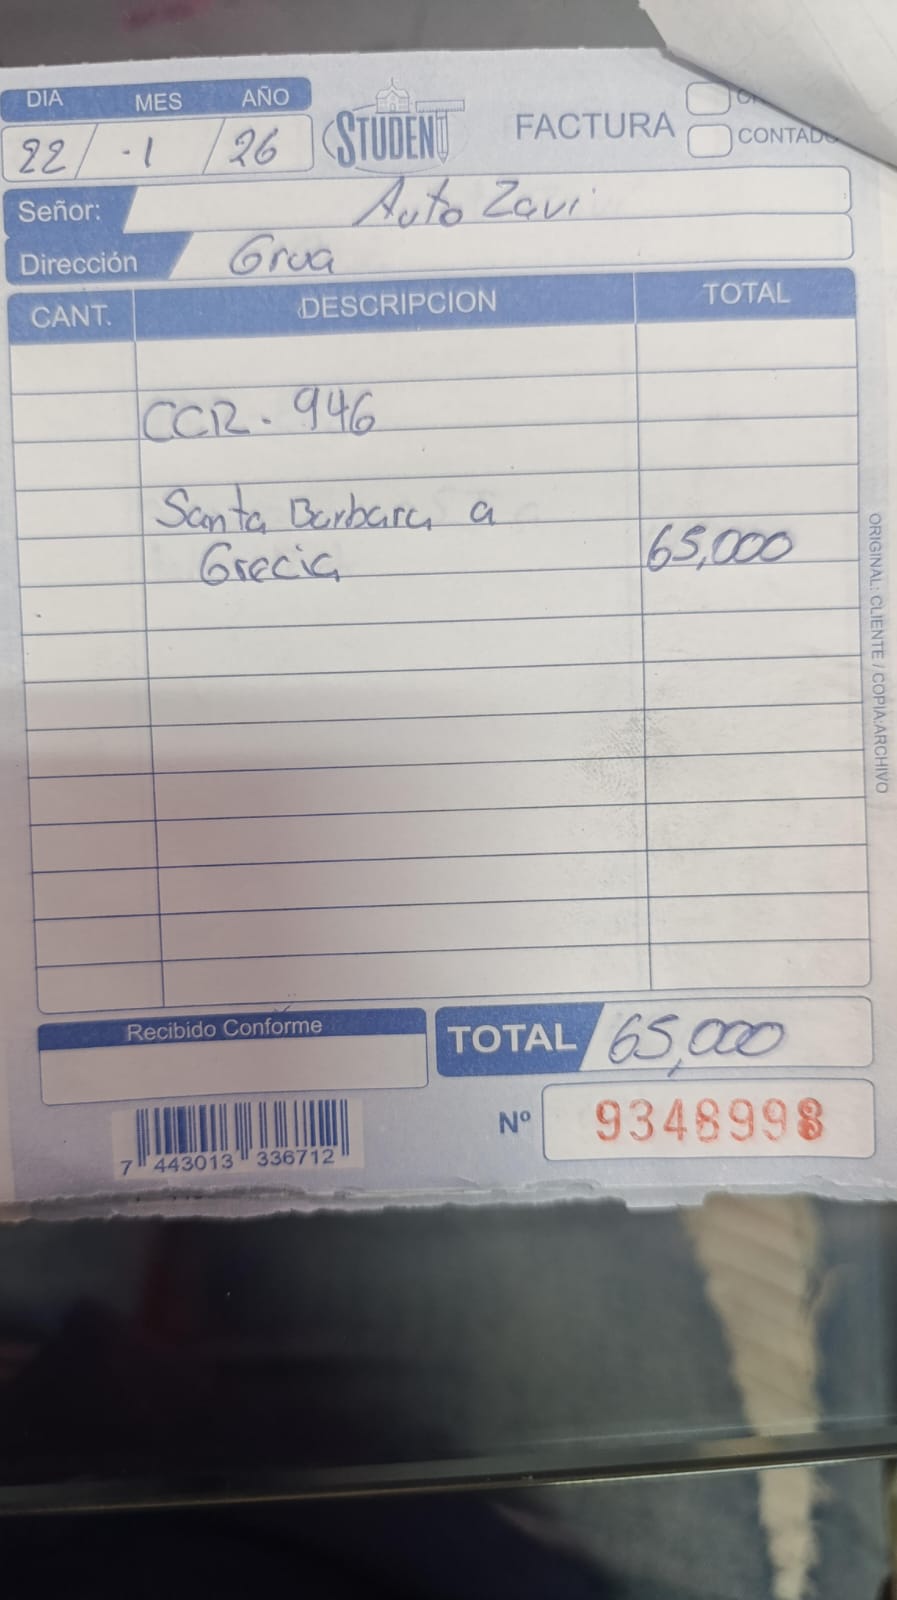 DIA MES AÑO
22 / 1 / 26
STUDENT
FACTURA
CONTADO
Señor: Auto Zavi
Dirección Grua
CANT. DESCRIPCION TOTAL
CCR - 946
Santa Barbara a
Grecia 65,000
ORIGINAL: CLIENTE / COPIA:ARCHIVO
Recibido Conforme
TOTAL 65,000
Nº 9348998
7 443013 336712